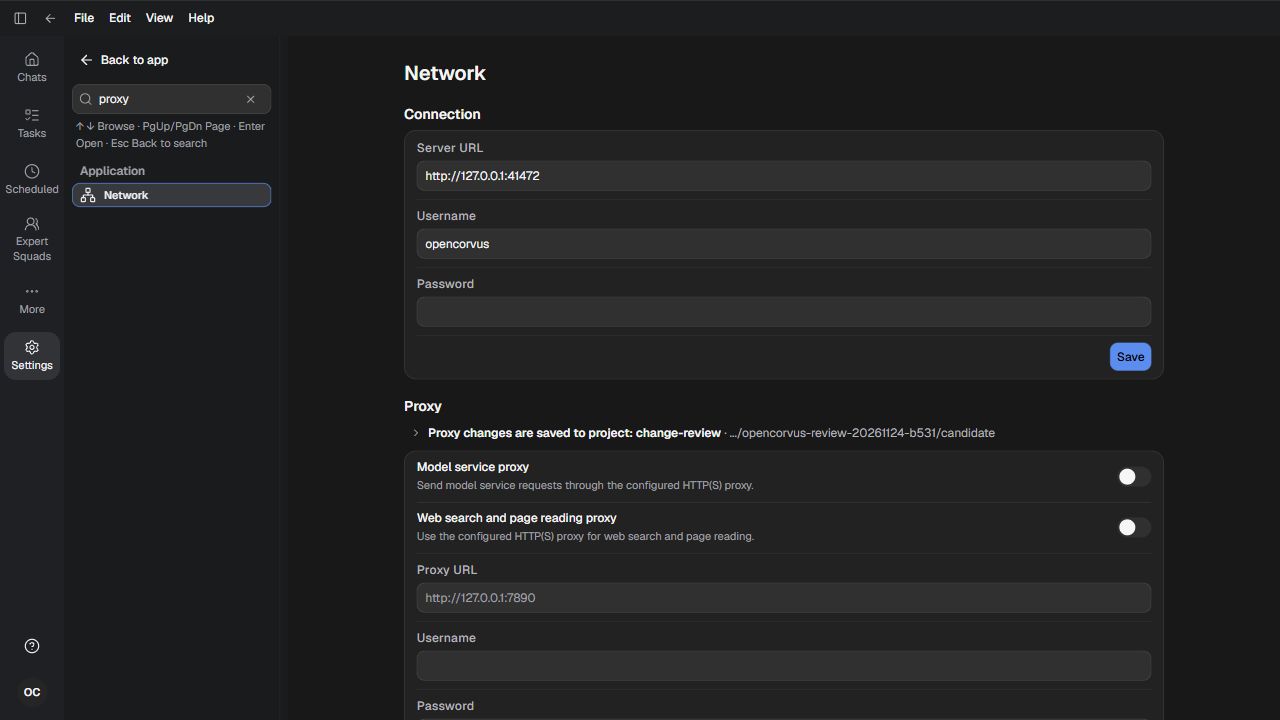 File Edit View Help
Chats
Tasks
Scheduled
Expert
Squads
More
Settings
OC
Back to app
proxy
↑↓ Browse · PgUp/PgDn Page · Enter
Open · Esc Back to search
Application
Network
Network
Connection
Server URL
http://127.0.0.1:41472
Username
opencorvus
Password
Save
Proxy
Proxy changes are saved to project: change-review · .../opencorvus-review-20261124-b531/candidate
Model service proxy
Send model service requests through the configured HTTP(S) proxy.
Web search and page reading proxy
Use the configured HTTP(S) proxy for web search and page reading.
Proxy URL
http://127.0.0.1:7890
Username
Password